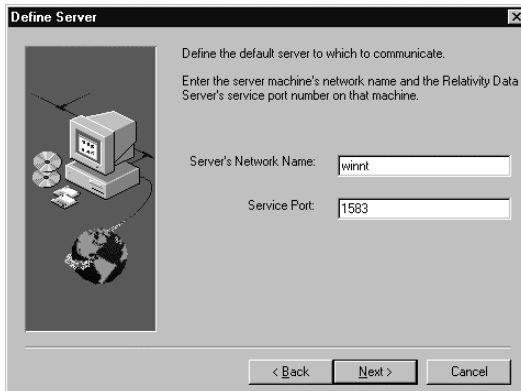 Define Server
Define the default server to which to communicate.
Enter the server machine's network name and the Relativity Data
Server's service port number on that machine.
Server's Network Name: winnt
Service Port: 1583
< Back Next > Cancel